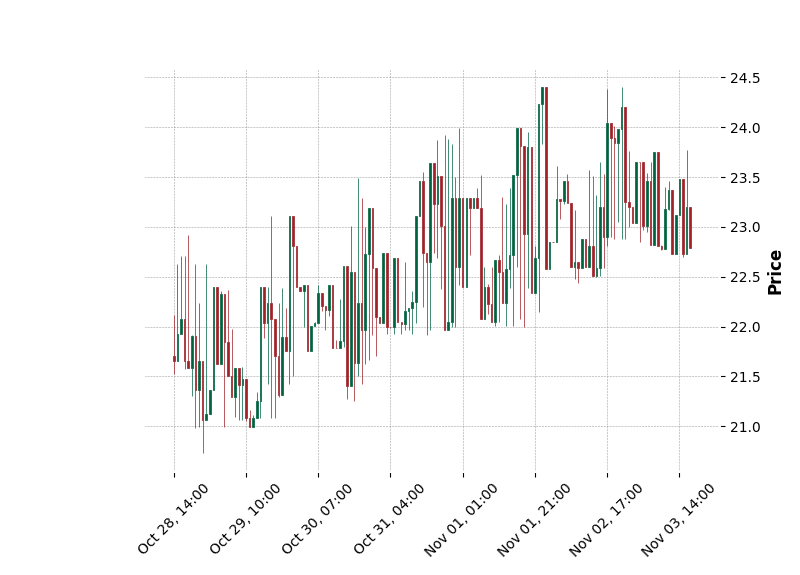 24.5
24.0
23.5
23.0
22.5
22.0
21.5
21.0
Price
Oct 28, 14:00
Oct 29, 10:00
Oct 30, 07:00
Oct 31, 04:00
Nov 01, 01:00
Nov 01, 21:00
Nov 02, 17:00
Nov 03, 14:00